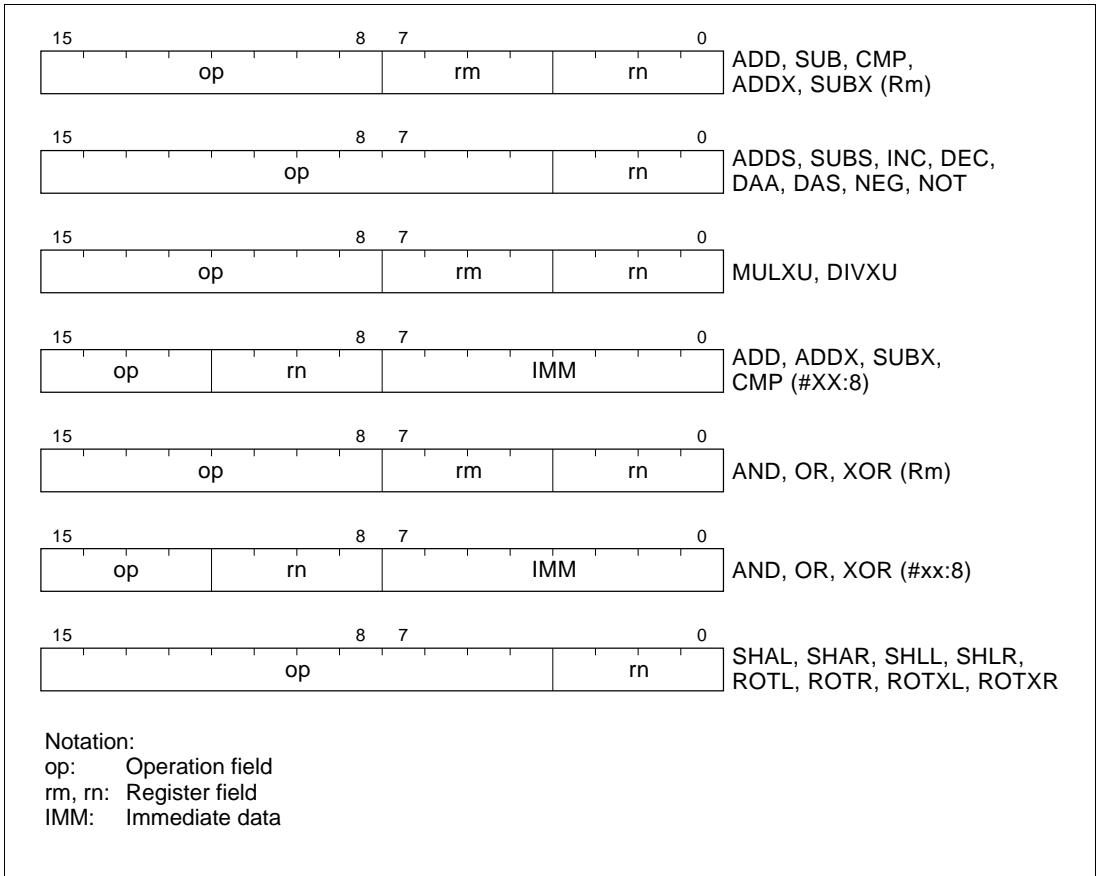 15 8 7 0
op rm rn
ADD, SUB, CMP,
ADDX, SUBX (Rm)
15 8 7 0
op rn
ADDS, SUBS, INC, DEC,
DAA, DAS, NEG, NOT
15 8 7 0
op rm rn
MULXU, DIVXU
15 8 7 0
op rn IMM
ADD, ADDX, SUBX,
CMP (#XX:8)
15 8 7 0
op rm rn
AND, OR, XOR (Rm)
15 8 7 0
op rn IMM
AND, OR, XOR (#xx:8)
15 8 7 0
op rn
SHAL, SHAR, SHLL, SHLR,
ROTL, ROTR, ROTXL, ROTXR
Notation:
op: Operation field
rm, rn: Register field
IMM: Immediate data